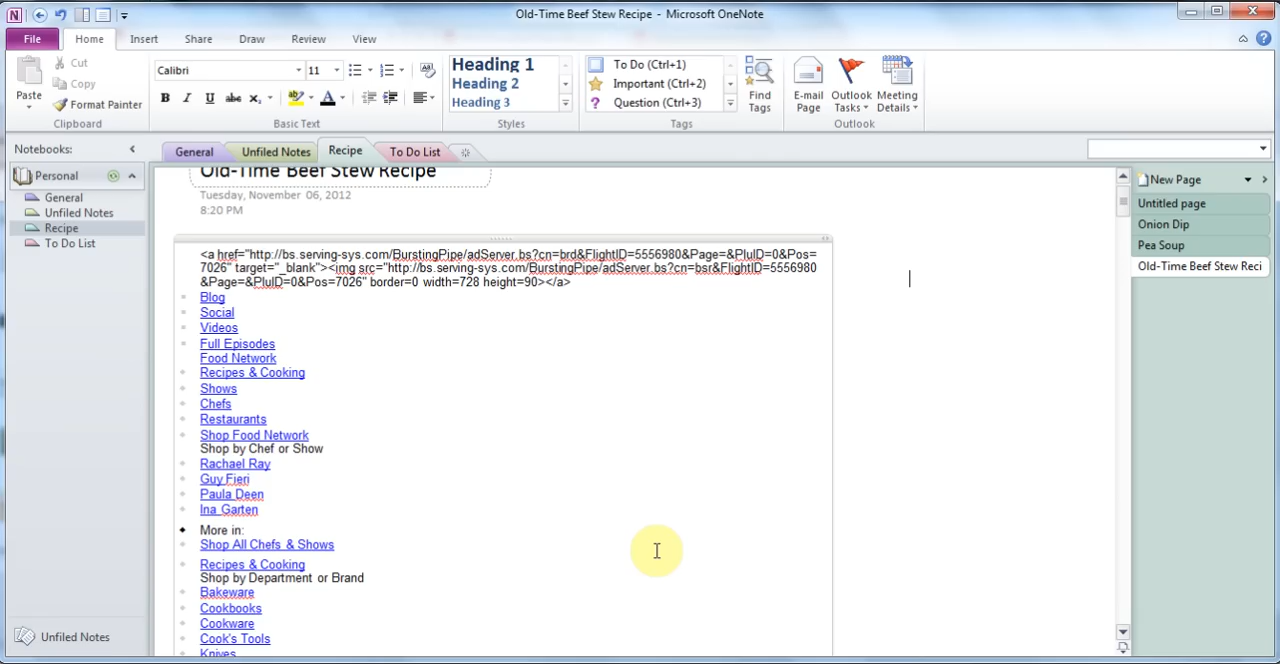 Old-Time Beef Stew Recipe - Microsoft OneNote
File Home Insert Share Draw Review View
Paste
Cut
Copy
Format Painter
Clipboard
Calibri 11
B I U abc
Basic Text
Heading 1
Heading 2
Heading 3
Styles
To Do (Ctrl+1)
Important (Ctrl+2)
Question (Ctrl+3)
Tags
Find Tags
E-mail Page
Outlook Tasks
Meeting Details
Outlook
Notebooks:
Personal
General
Unfiled Notes
Recipe
To Do List
Unfiled Notes
General Unfiled Notes Recipe To Do List
Old-Time Beef Stew Recipe
Tuesday, November 06, 2012
8:20 PM
<a href="http://bs.serving-sys.com/BurstingPipe/adServer.bs?cn=brd&FlightID=5556980&Page=&PluID=0&Pos=
7026" target="_blank"><img src="http://bs.serving-sys.com/BurstingPipe/adServer.bs?cn=bsr&FlightID=5556980
&Page=&PluID=0&Pos=7026" border=0 width=728 height=90></a>
Blog
Social
Videos
Full Episodes
Food Network
Recipes & Cooking
Shows
Chefs
Restaurants
Shop Food Network
Shop by Chef or Show
Rachael Ray
Guy Fieri
Paula Deen
Ina Garten
More in:
Shop All Chefs & Shows
Recipes & Cooking
Shop by Department or Brand
Bakeware
Cookbooks
Cookware
Cook's Tools
Knives
New Page
Untitled page
Onion Dip
Pea Soup
Old-Time Beef Stew Reci